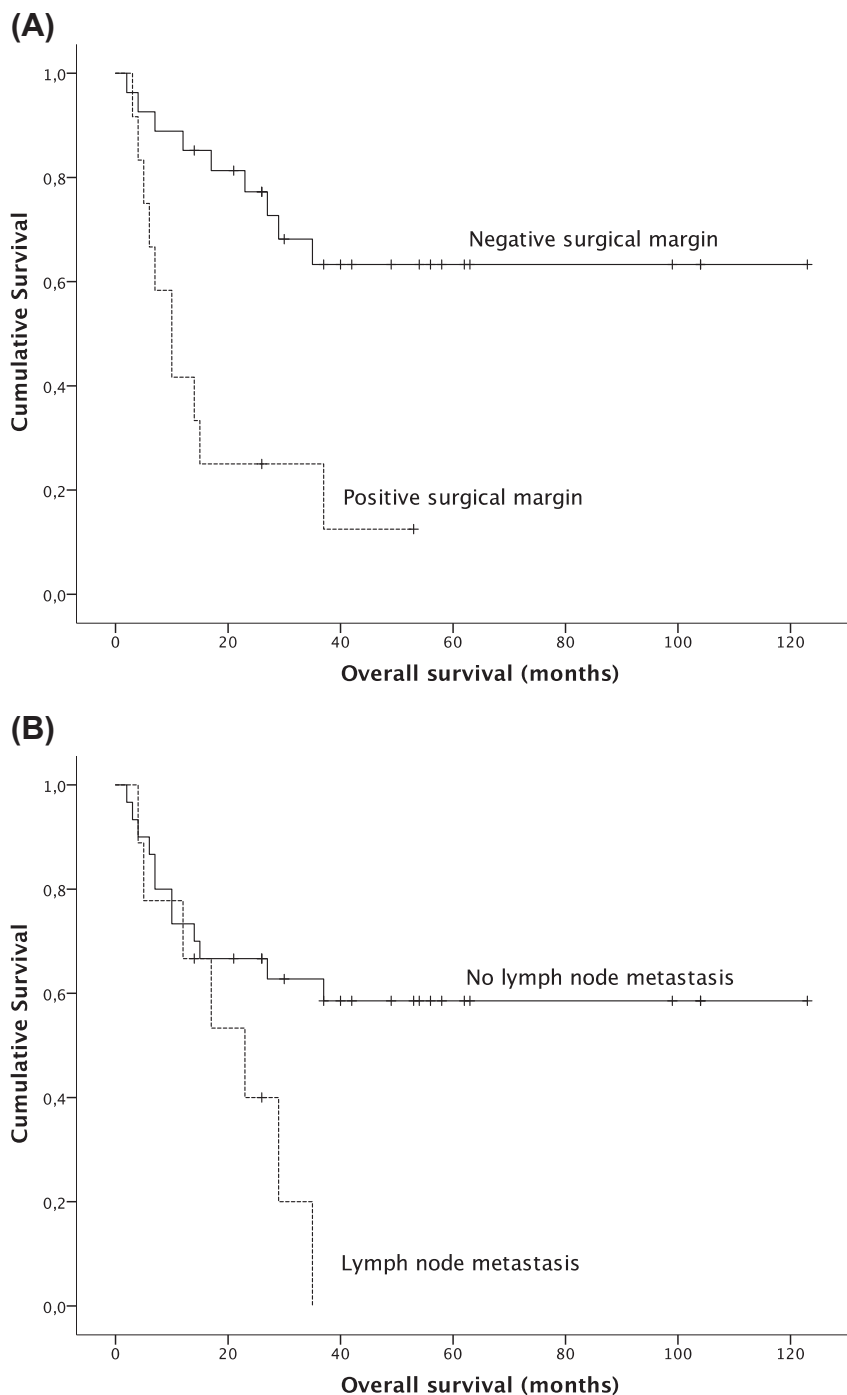 (A)
1,0
0,8
0,6
0,4
0,2
0,0
Cumulative Survival
Negative surgical margin
Positive surgical margin
0 20 40 60 80 100 120
Overall survival (months)
(B)
1,0
0,8
0,6
0,4
0,2
0,0
Cumulative Survival
No lymph node metastasis
Lymph node metastasis
0 20 40 60 80 100 120
Overall survival (months)